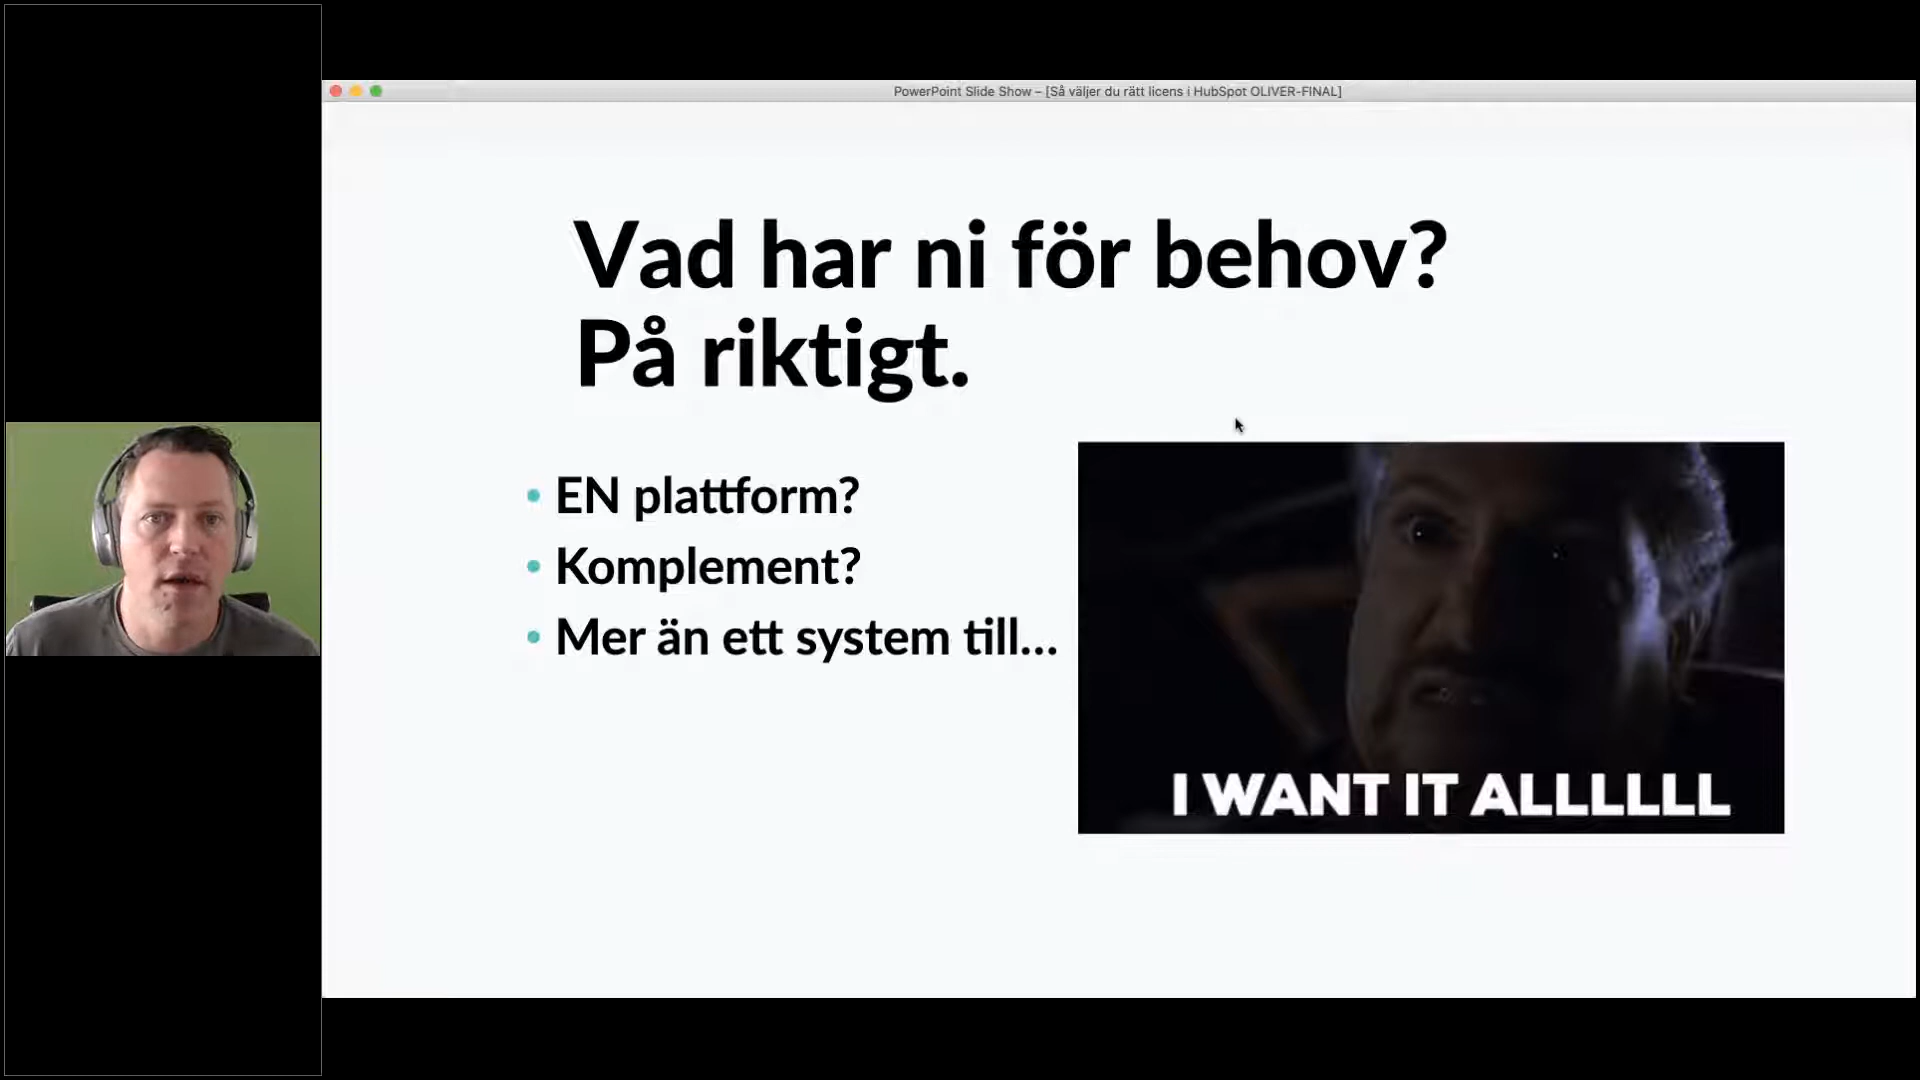 PowerPoint Slide Show – [Så väljer du rätt licens i HubSpot OLIVER-FINAL]
Vad har ni för behov?
På riktigt.
• EN plattform?
• Komplement?
• Mer än ett system till...
I WANT IT ALLLLLL